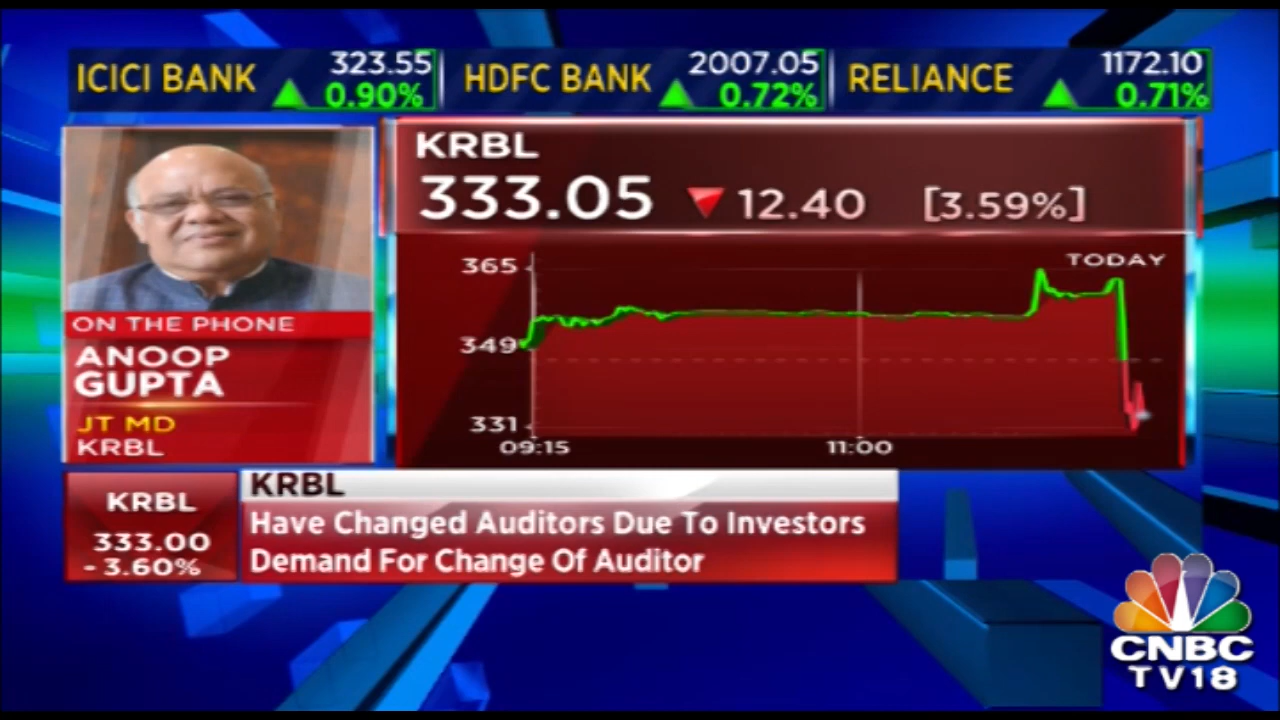 ICICI BANK 323.55
▲ 0.90%
HDFC BANK 2007.05
▲ 0.72%
RELIANCE 1172.10
▲ 0.71%
KRBL
333.05 ▼ 12.40 [3.59%]
TODAY
365
349
331
09:15 11:00
ON THE PHONE
ANOOP
GUPTA
JT MD
KRBL
KRBL
333.00
- 3.60%
KRBL
Have Changed Auditors Due To Investors
Demand For Change Of Auditor
CNBC
TV18